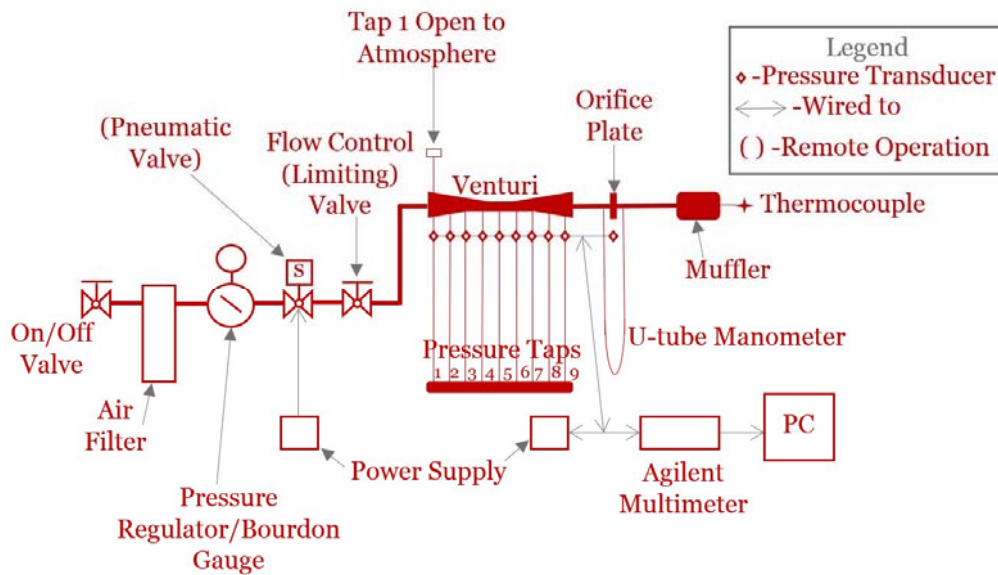 Tap 1 Open to
Atmosphere
Legend
-Pressure Transducer
-Wired to
( ) -Remote Operation
Orifice
Plate
(Pneumatic
Valve)
Flow Control
(Limiting)
Valve
Venturi
Thermocouple
Muffler
S
On/Off
Valve
U-tube Manometer
Pressure Taps
1 2 3 4 5 6 7 8 9
Air
Filter
PC
Power Supply
Agilent
Multimeter
Pressure
Regulator/Bourdon
Gauge